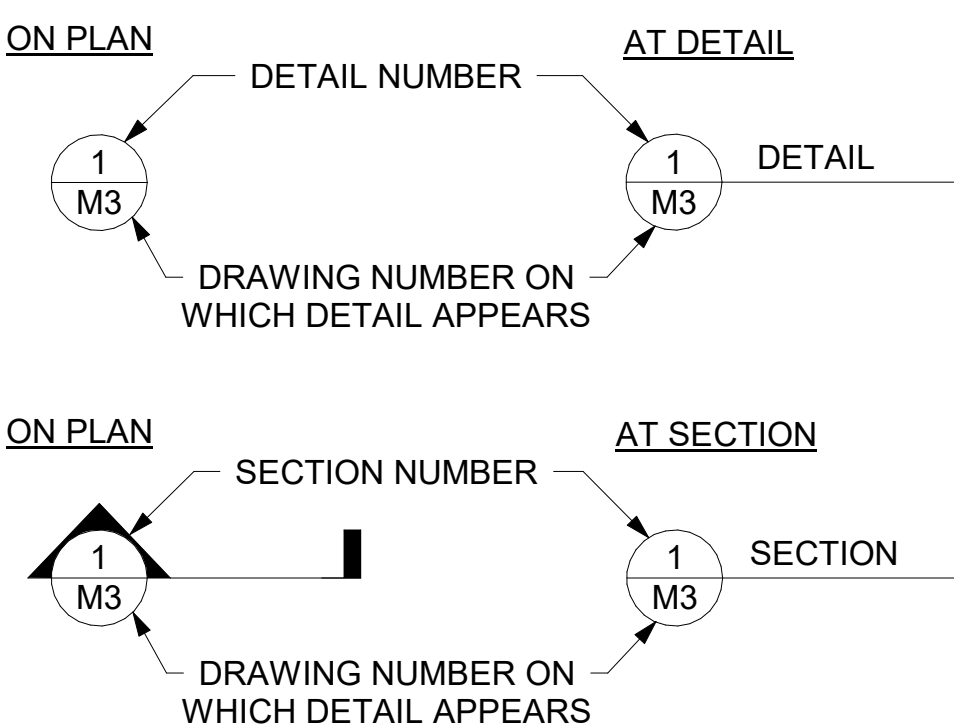 ON PLAN
AT DETAIL
DETAIL NUMBER
1
M3
1
M3
DETAIL
DRAWING NUMBER ON
WHICH DETAIL APPEARS
ON PLAN
AT SECTION
SECTION NUMBER
1
M3
1
M3
SECTION
DRAWING NUMBER ON
WHICH DETAIL APPEARS